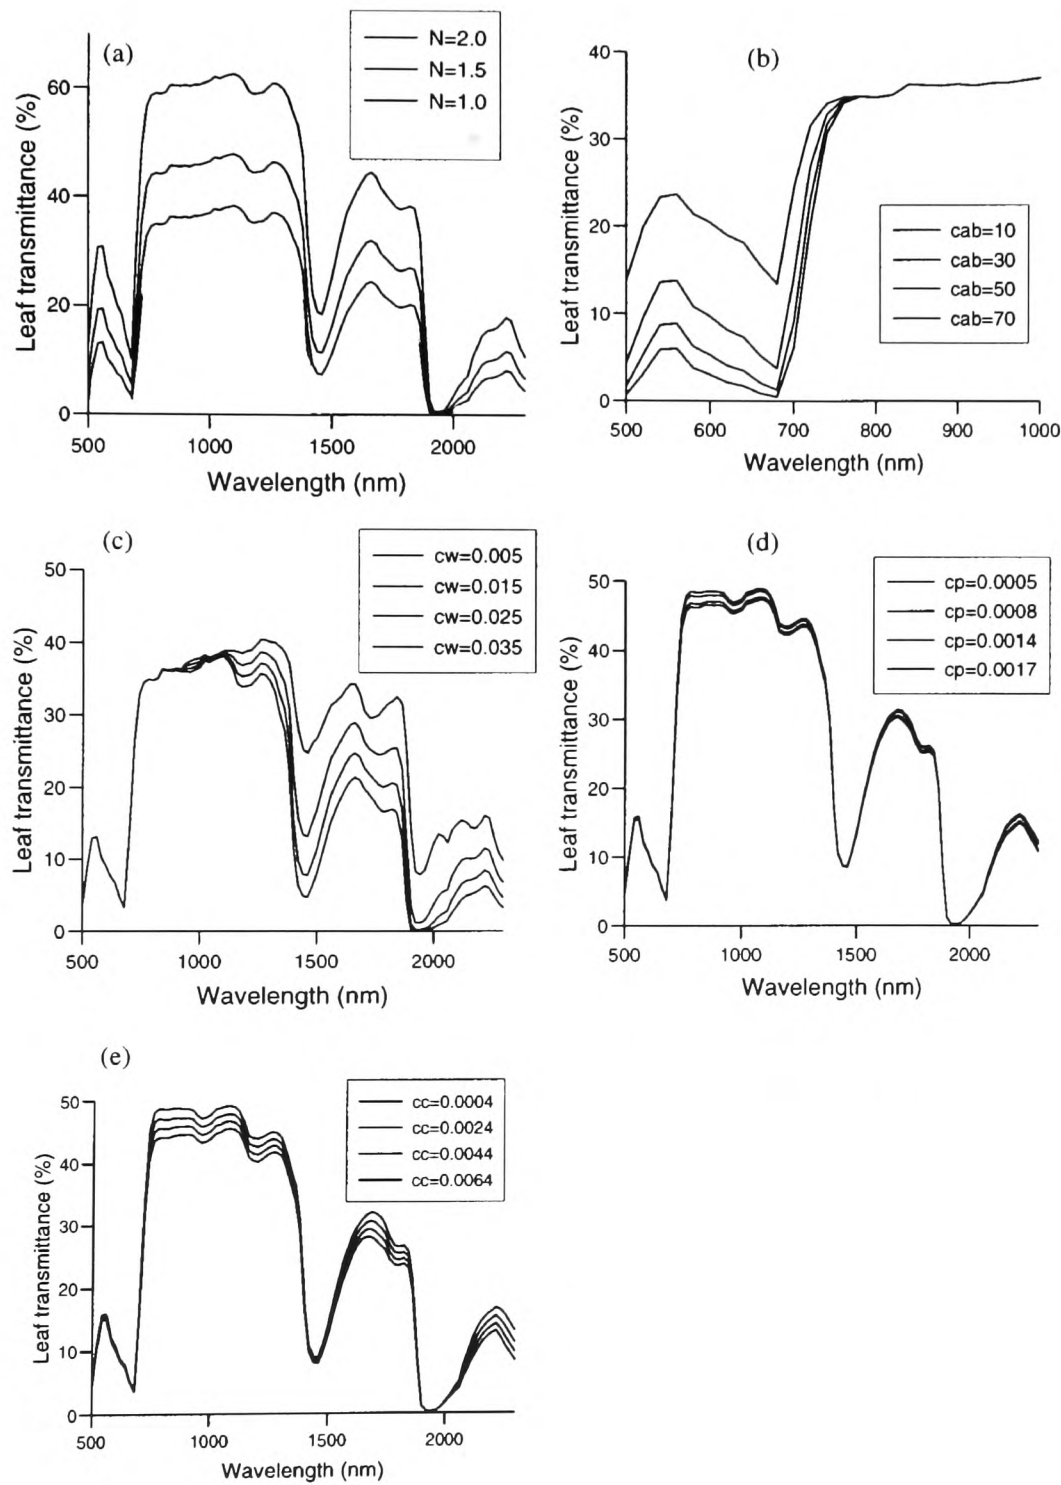 (a)
N=2.0
N=1.5
N=1.0
60
40
20
0
500 1000 1500 2000
Leaf transmittance (%)
Wavelength (nm)
(b)
40
30
20
10
0
500 600 700 800 900 1000
Leaf transmittance (%)
cab=10
cab=30
cab=50
cab=70
Wavelength (nm)
(c)
cw=0.005
cw=0.015
cw=0.025
cw=0.035
50
40
30
20
10
0
500 1000 1500 2000
Leaf transmittance (%)
Wavelength (nm)
(d)
cp=0.0005
cp=0.0008
cp=0.0014
cp=0.0017
50
40
30
20
10
0
500 1000 1500 2000
Leaf transmittance (%)
Wavelength (nm)
(e)
cc=0.0004
cc=0.0024
cc=0.0044
cc=0.0064
50
40
30
20
10
0
500 1000 1500 2000
Leaf transmittance (%)
Wavelength (nm)